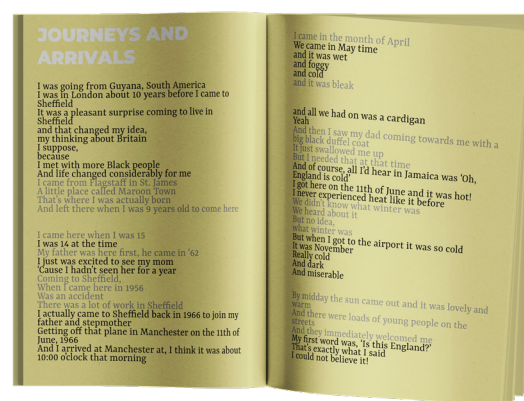 JOURNEYS AND
ARRIVALS
I was going from Guyana, South America
I was in London about 10 years before I came to
Sheffield
It was a pleasant surprise coming to live in
Sheffield
and that changed my idea,
my thinking about Britain
I suppose,
because
I met with more Black people
And life changed considerably for me
I came from Flagstaff in St. James
A little place called Maroon Town
That's where I was actually born
And left there when I was 9 years old to come here
I came here when I was 15
I was 14 at the time
My father was here first, he came in '62
I just was excited to see my mom
'Cause I hadn't seen her for a year
Coming to Sheffield,
When I came here in 1956
Was an accident
There was a lot of work in Sheffield
I actually came to Sheffield back in 1966 to join my
father and stepmother
Getting off that plane in Manchester on the 11th of
June, 1966
And I arrived at Manchester at, I think it was about
10:00 o'clock that morning
I came in the month of April
We came in May time
and it was wet
and foggy
and cold
and it was bleak
and all we had on was a cardigan
Yeah
And then I saw my dad coming towards me with a
big black duffel coat
It just swallowed me up
But I needed that at that time
And of course, all I'd hear in Jamaica was 'Oh,
England is cold'
I got here on the 11th of June and it was hot!
I never experienced heat like it before
We didn't know what winter was
We heard about it
But no idea,
what winter was
But when I got to the airport it was so cold
It was November
Really cold
And dark
And miserable
By midday the sun came out and it was lovely and
warm
And there were loads of young people on the
streets
And they immediately welcomed me
My first word was, 'Is this England?'
That's exactly what I said
I could not believe it!